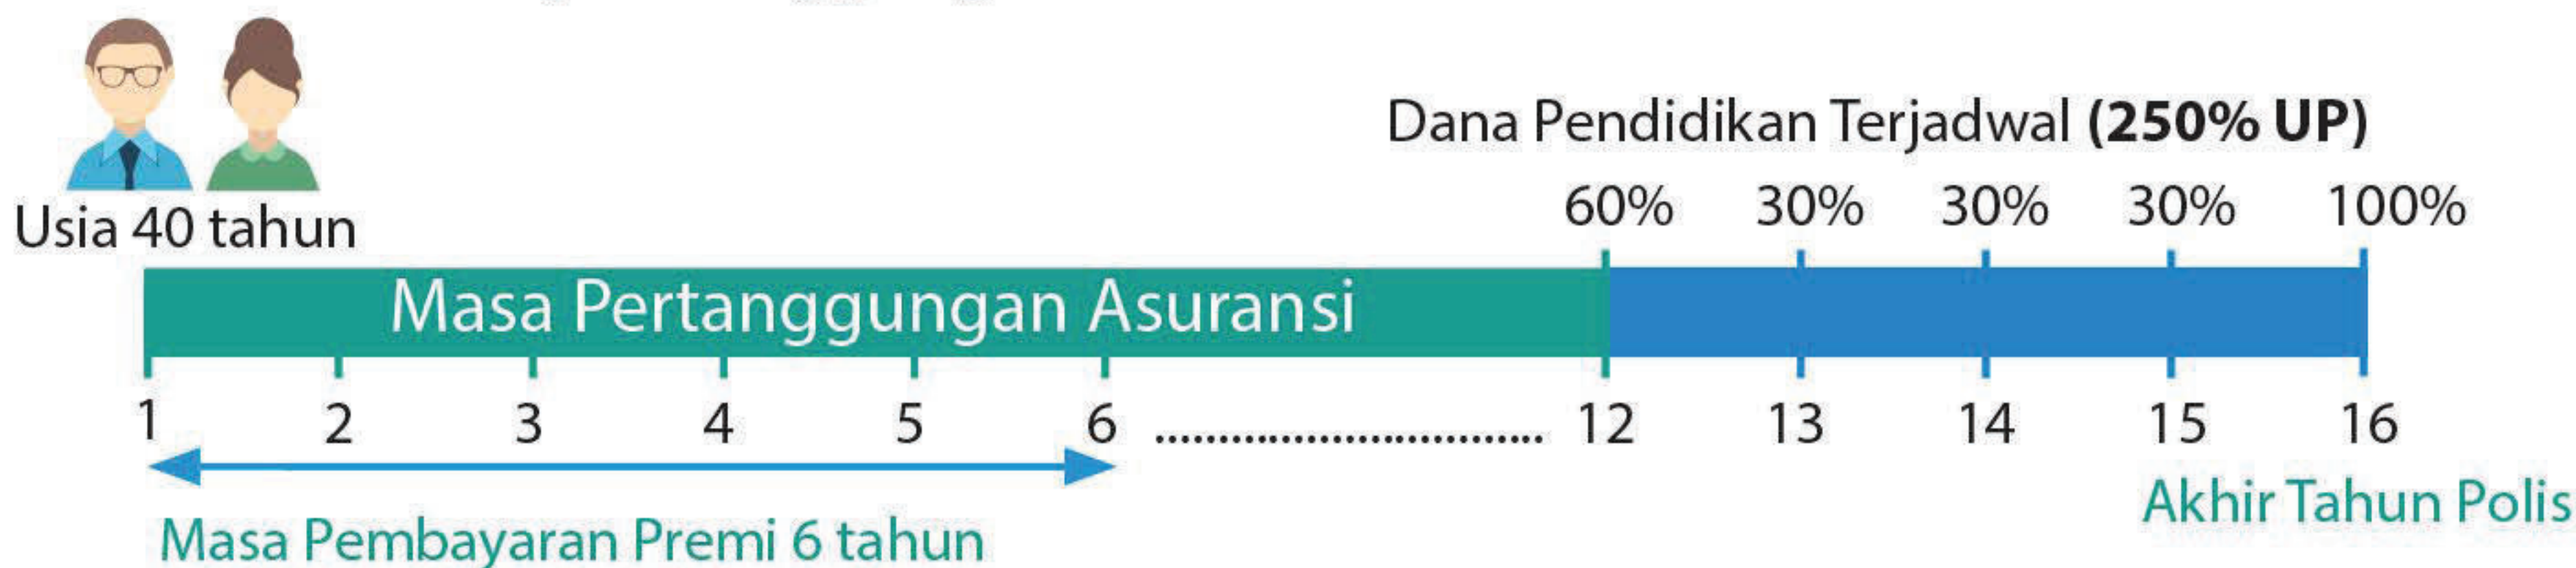 Dana Pendidikan Terjadwal (250% UP)
Usia 40 tahun
60% 30% 30% 30% 100%
Masa Pertanggungan Asuransi
1 2 3 4 5 6 .................................... 12 13 14 15 16
Masa Pembayaran Premi 6 tahun
Akhir Tahun Polis